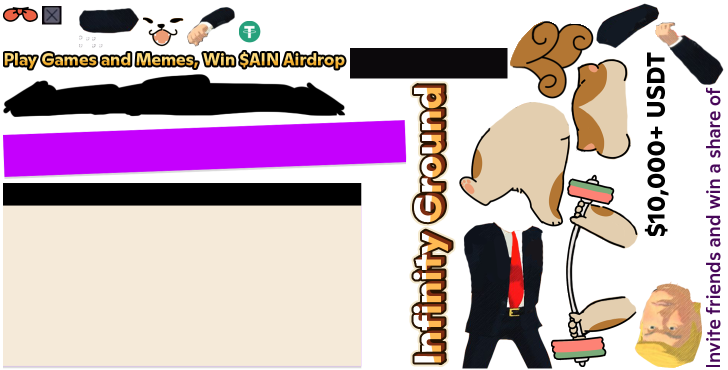 Play Games and Memes, Win $AIN Airdrop
Infinity Ground
$10,000+ USDT
Invite friends and win a share of